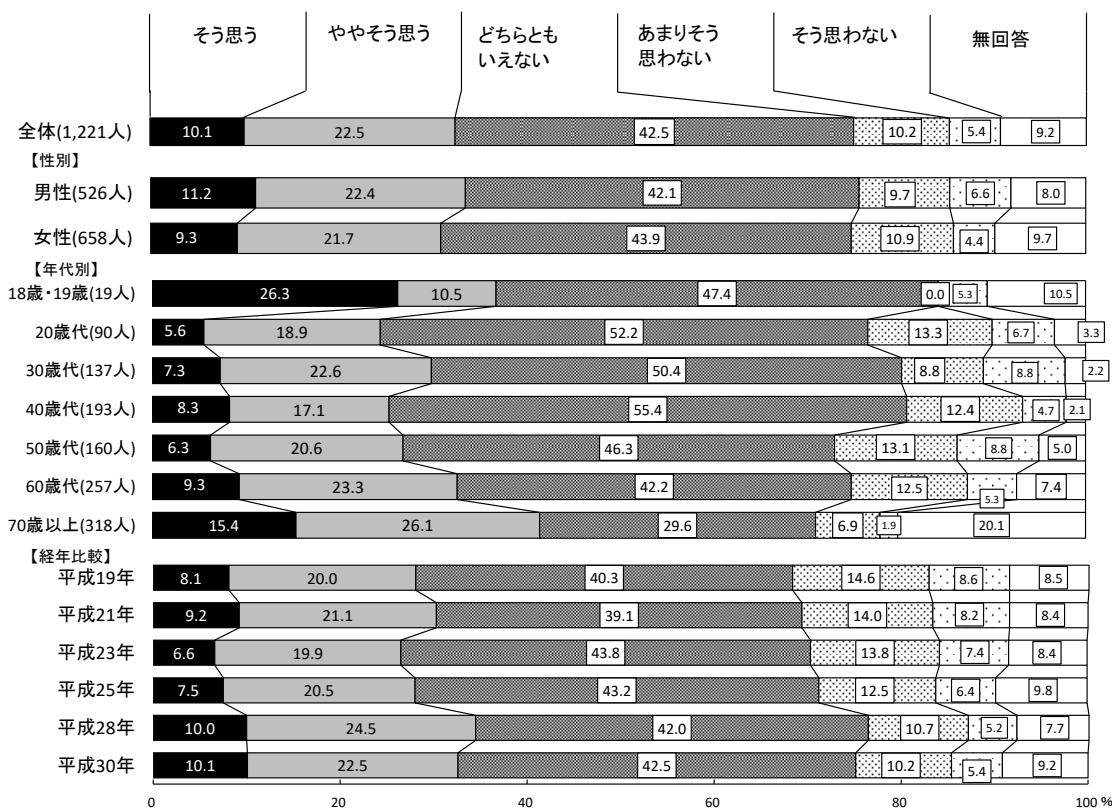 そう思う ややそう思う どちらとも あまりそう そう思わない 無回答
いえない 思わない
全体(1,221人) 10.1 22.5 42.5 10.2 5.4 9.2
【性別】
男性(526人) 11.2 22.4 42.1 9.7 6.6 8.0
女性(658人) 9.3 21.7 43.9 10.9 4.4 9.7
【年代別】
18歳・19歳(19人) 26.3 10.5 47.4 0.0 5.3 10.5
20歳代(90人) 5.6 18.9 52.2 13.3 6.7 3.3
30歳代(137人) 7.3 22.6 50.4 8.8 8.8 2.2
40歳代(193人) 8.3 17.1 55.4 12.4 4.7 2.1
50歳代(160人) 6.3 20.6 46.3 13.1 8.8 5.0
60歳代(257人) 9.3 23.3 42.2 12.5 5.3 7.4
70歳以上(318人) 15.4 26.1 29.6 6.9 1.9 20.1
【経年比較】
平成19年 8.1 20.0 40.3 14.6 8.6 8.5
平成21年 9.2 21.1 39.1 14.0 8.2 8.4
平成23年 6.6 19.9 43.8 13.8 7.4 8.4
平成25年 7.5 20.5 43.2 12.5 6.4 9.8
平成28年 10.0 24.5 42.0 10.7 5.2 7.7
平成30年 10.1 22.5 42.5 10.2 5.4 9.2
0 20 40 60 80 100 %